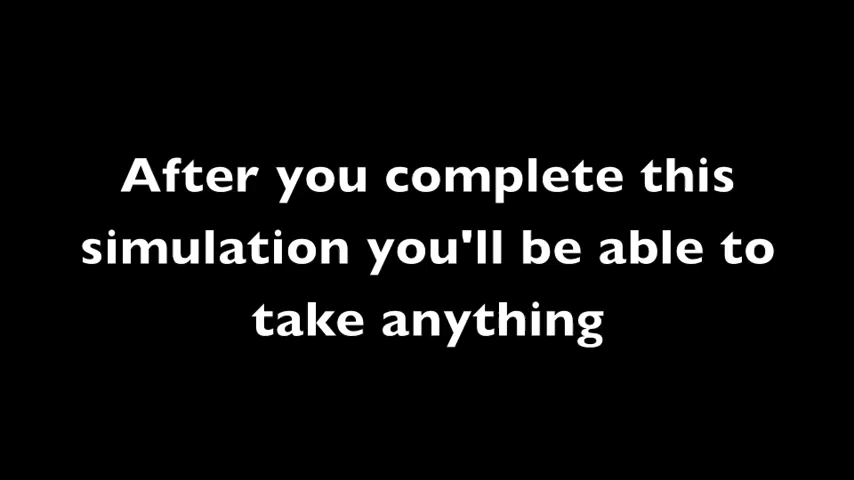 After you complete this
simulation you'll be able to
take anything